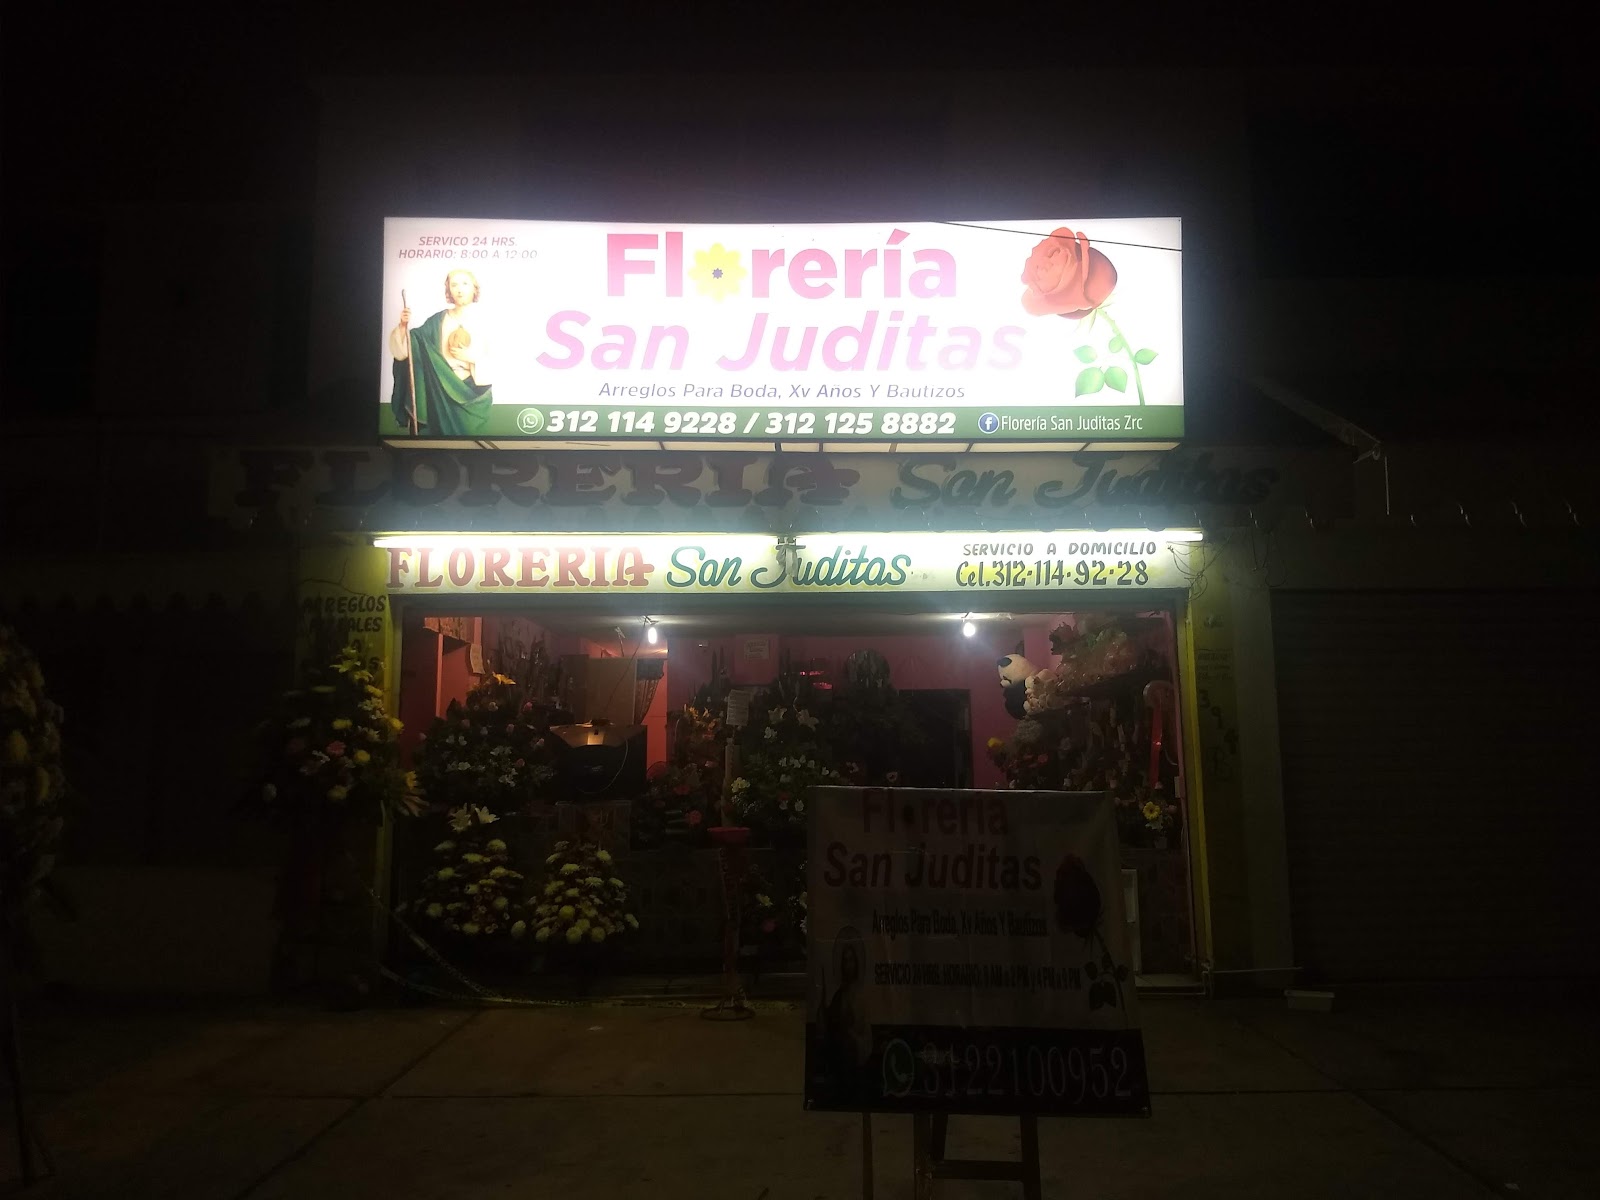 SERVICO 24 HRS.
HORARIO: 8:00 A 12:00
Florería
San Juditas
Arreglos Para Boda, Xv Años Y Bautizos
312 114 9228 / 312 125 8882
Florería San Juditas Zrc
FLORERIA San Juditas
FLORERIA San Juditas
SERVICIO A DOMICILIO
Cel. 312-114-92-28
ARREGLOS
Florería
San Juditas
Arreglos Para Boda, Xv Años Y Bautizos
3122100952